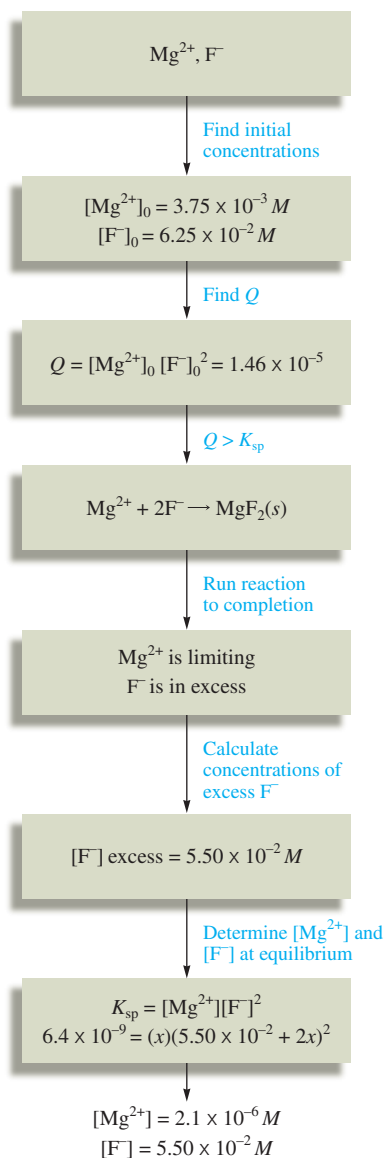 Mg²⁺, F⁻
Find initial
concentrations
[Mg²⁺]₀ = 3.75 × 10⁻³ M
[F⁻]₀ = 6.25 × 10⁻² M
Find Q
Q = [Mg²⁺]₀ [F⁻]₀² = 1.46 × 10⁻⁵
Q > Kₛₚ
Mg²⁺ + 2F⁻ ⟶ MgF₂(s)
Run reaction
to completion
Mg²⁺ is limiting
F⁻ is in excess
Calculate
concentrations of
excess F⁻
[F⁻] excess = 5.50 × 10⁻² M
Determine [Mg²⁺] and
[F⁻] at equilibrium
Kₛₚ = [Mg²⁺][F⁻]²
6.4 × 10⁻⁹ = (x)(5.50 × 10⁻² + 2x)²
[Mg²⁺] = 2.1 × 10⁻⁶ M
[F⁻] = 5.50 × 10⁻² M